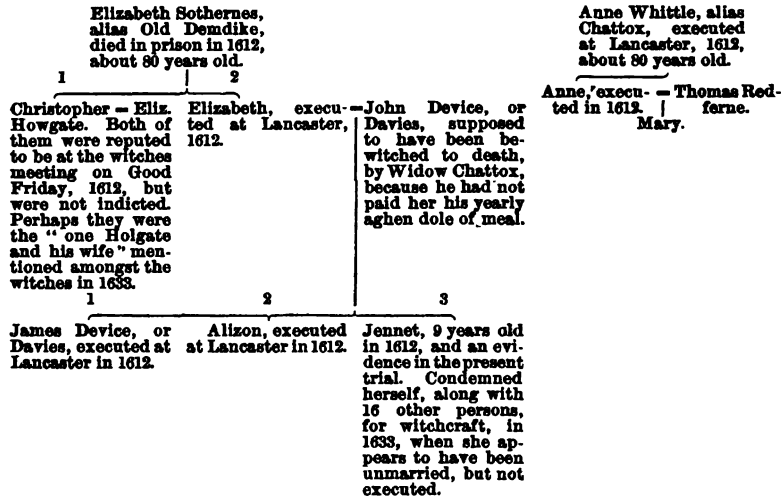 Elizabeth Sothernes,
alias Old Demdike,
died in prison in 1612,
about 80 years old.
Anne Whittle, alias
Chattox, executed
at Lancaster, 1612,
about 80 years old.
1
2
Christopher = Eliz.
Howgate. Both of
them were reputed
to be at the witches
meeting on Good
Friday, 1612, but
were not indicted.
Perhaps they were
the "one Holgate
and his wife" men-
tioned amongst the
witches in 1633.
Elizabeth, execu-
ted at Lancaster,
1612.
= John Device, or
Davies, supposed
to have been be-
witched to death,
by Widow Chattox,
because he had not
paid her his yearly
aghen dole of meal.
Anne, execu-
ted in 1612.
= Thomas Red-
ferne.
Mary.
1
2
3
James Device, or
Davies, executed at
Lancaster in 1612.
Alizon, executed
at Lancaster in 1612.
Jennet, 9 years old
in 1612, and an evi-
dence in the present
trial. Condemned
herself, along with
16 other persons,
for witchcraft, in
1633, when she ap-
pears to have been
unmarried, but not
executed.